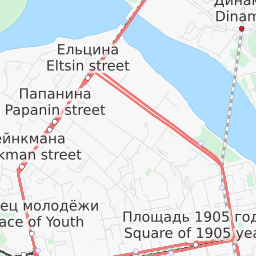 Дина
Dinam
Ельцина
Eltsin street
Папанина
Papanin street
ейнкмана
kman street
ец молодёжи
ace of Youth
Площадь 1905 год
Square of 1905 yea